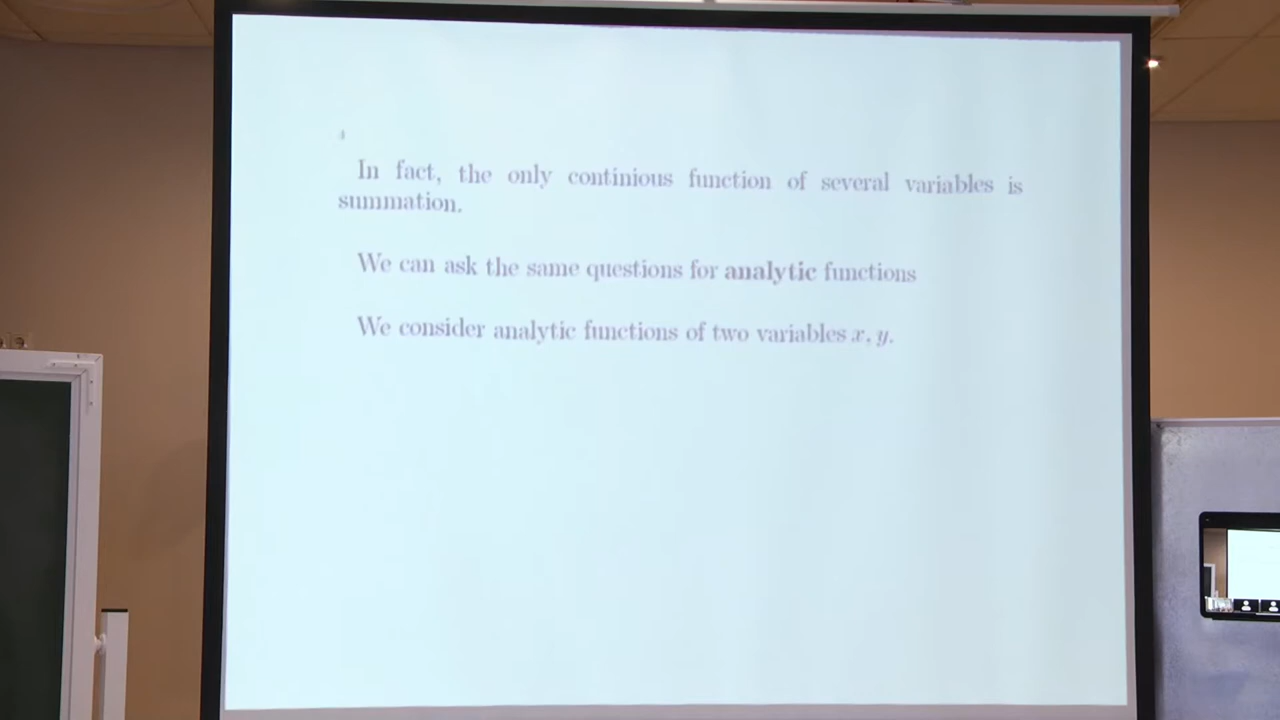 4
In fact, the only continious function of several variables is
summation.
We can ask the same questions for analytic functions
We consider analytic functions of two variables x, y.